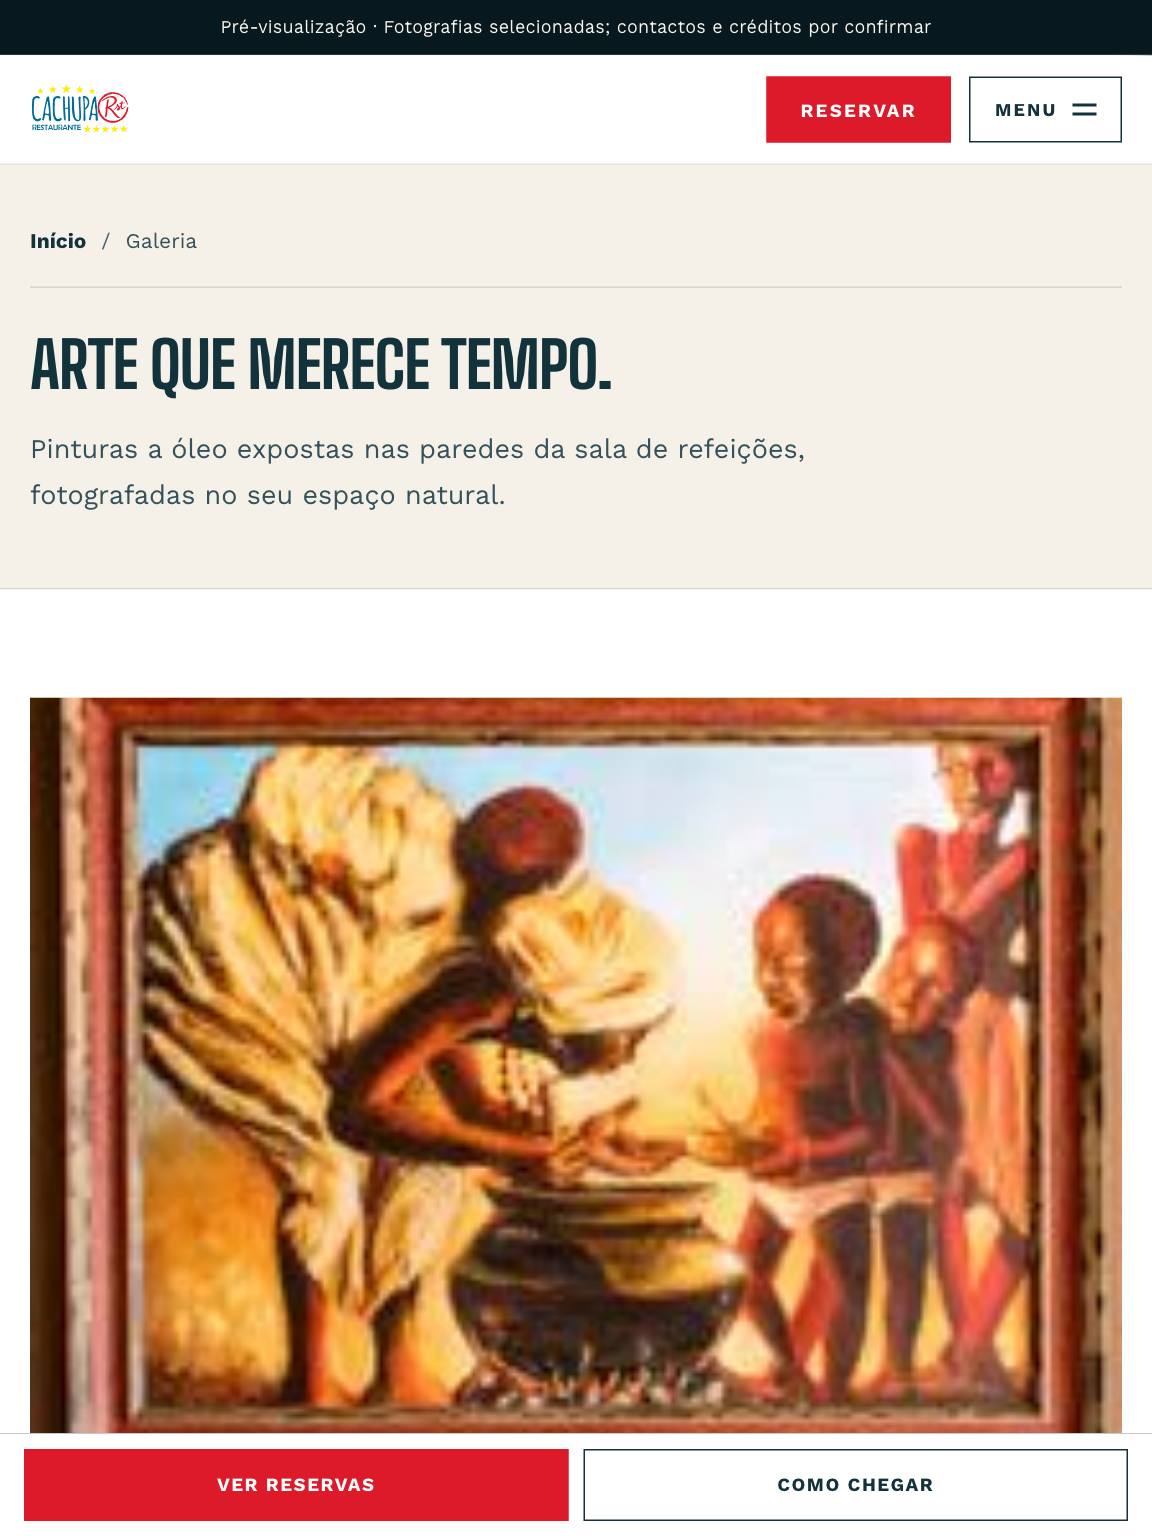 Pré-visualização · Fotografias selecionadas; contactos e créditos por confirmar
CACHUPA Rst
RESTAURANTE
RESERVAR
MENU
Início / Galeria
ARTE QUE MERECE TEMPO.
Pinturas a óleo expostas nas paredes da sala de refeições,
fotografadas no seu espaço natural.
VER RESERVAS
COMO CHEGAR